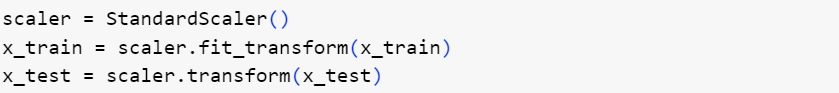 scaler = StandardScaler()
x_train = scaler.fit_transform(x_train)
x_test = scaler.transform(x_test)